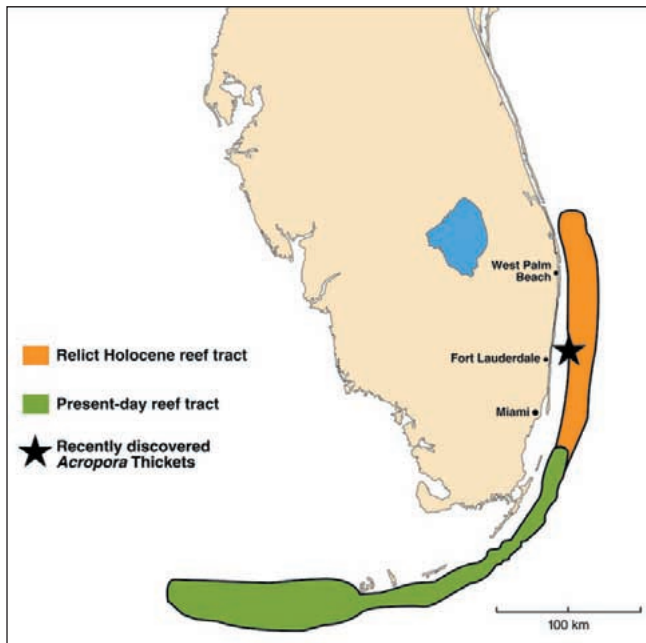 West Palm
Beach
Relict Holocene reef tract
Fort Lauderdale
Present-day reef tract
Miami
Recently discovered
Acropora Thickets
100 km